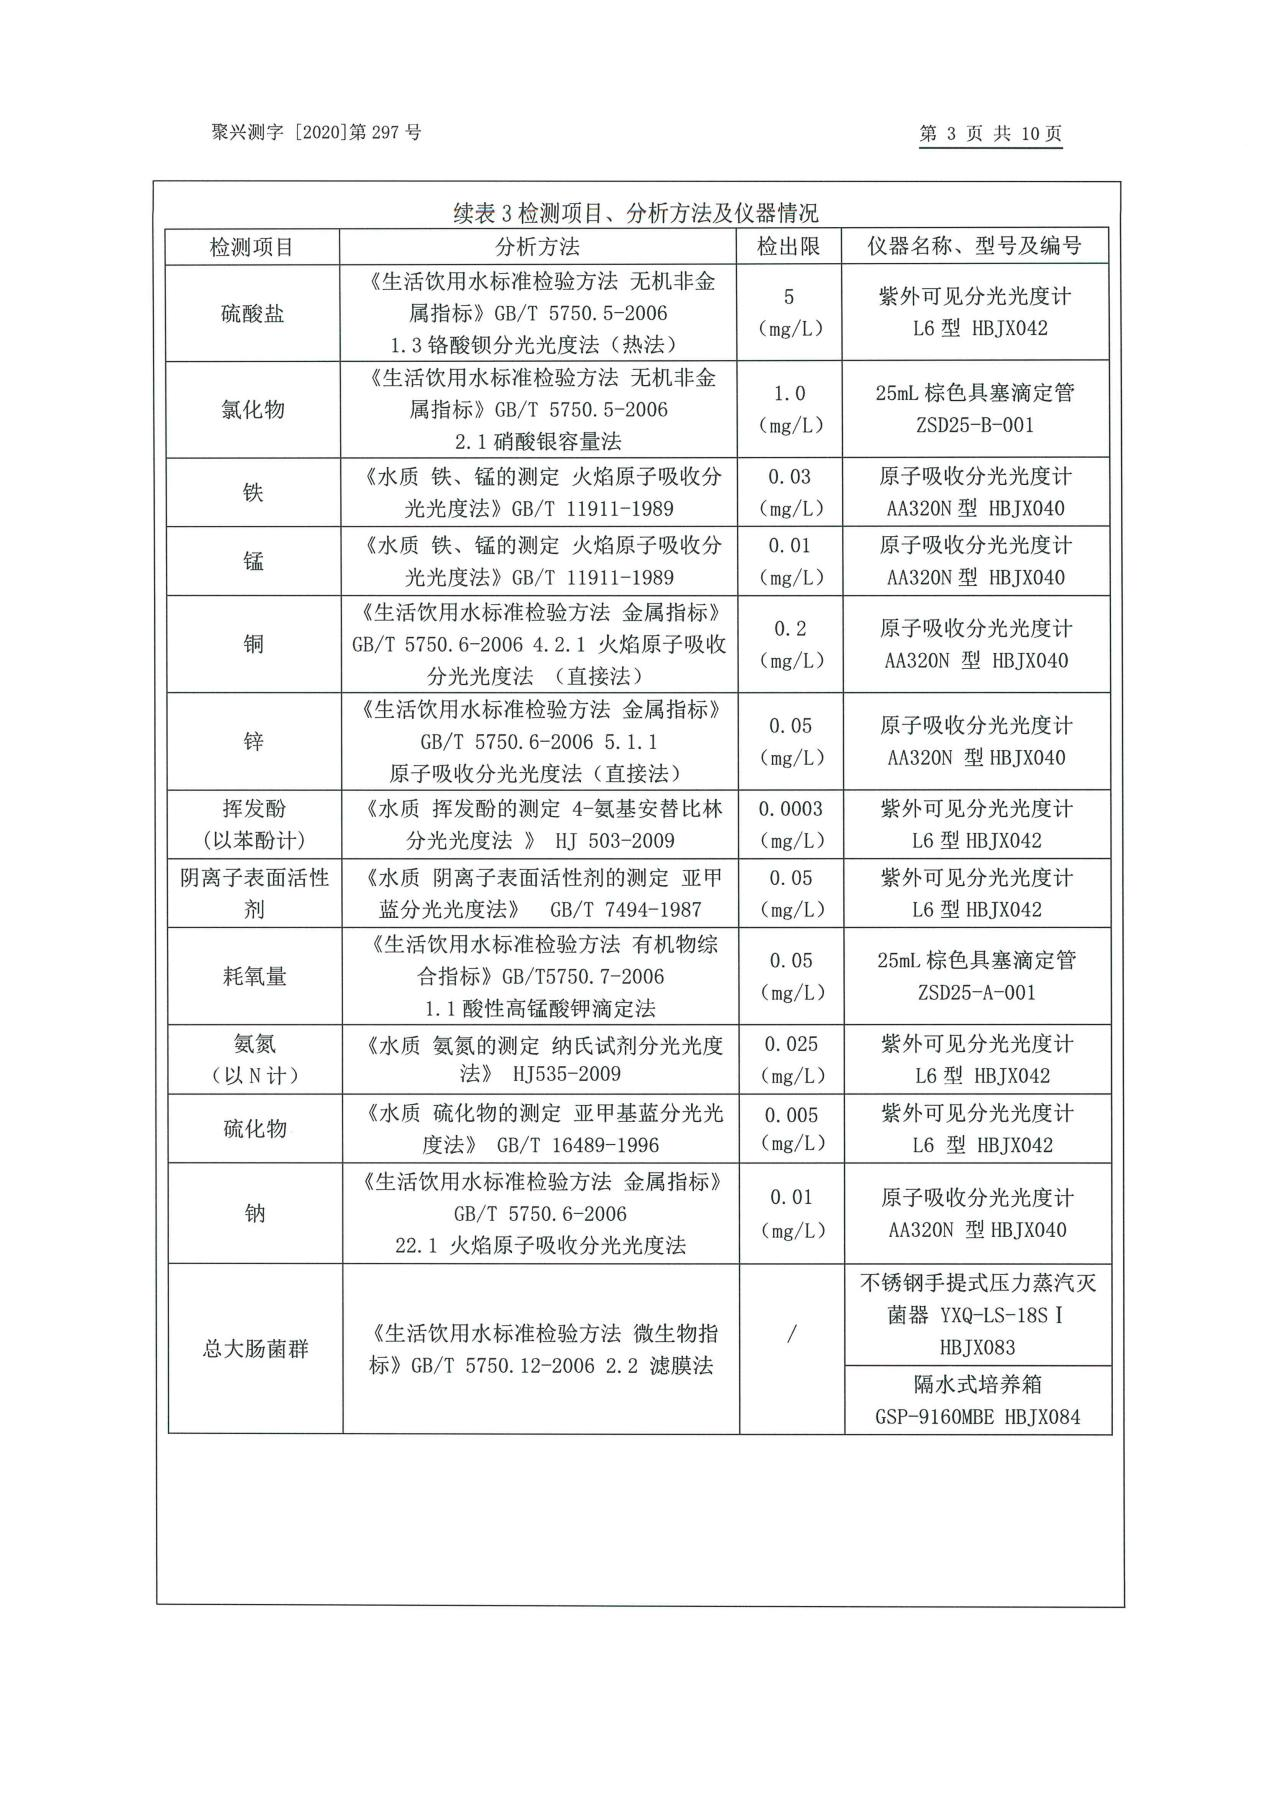 聚兴测字 [2020]第 297 号
第 3 页 共 10 页
续表 3 检测项目、分析方法及仪器情况
检测项目
分析方法
检出限
仪器名称、型号及编号
硫酸盐
《生活饮用水标准检验方法 无机非金
属指标》GB/T 5750.5-2006
1.3 铬酸钡分光光度法（热法）
5
（mg/L）
紫外可见分光光度计
L6 型 HBJX042
氯化物
《生活饮用水标准检验方法 无机非金
属指标》GB/T 5750.5-2006
2.1 硝酸银容量法
1.0
（mg/L）
25mL 棕色具塞滴定管
ZSD25-B-001
铁
《水质 铁、锰的测定 火焰原子吸收分
光光度法》GB/T 11911-1989
0.03
（mg/L）
原子吸收分光光度计
AA320N 型 HBJX040
锰
《水质 铁、锰的测定 火焰原子吸收分
光光度法》GB/T 11911-1989
0.01
（mg/L）
原子吸收分光光度计
AA320N 型 HBJX040
铜
《生活饮用水标准检验方法 金属指标》
GB/T 5750.6-2006 4.2.1 火焰原子吸收
分光光度法 （直接法）
0.2
（mg/L）
原子吸收分光光度计
AA320N 型 HBJX040
锌
《生活饮用水标准检验方法 金属指标》
GB/T 5750.6-2006 5.1.1
原子吸收分光光度法（直接法）
0.05
（mg/L）
原子吸收分光光度计
AA320N 型 HBJX040
挥发酚
（以苯酚计）
《水质 挥发酚的测定 4-氨基安替比林
分光光度法 》 HJ 503-2009
0.0003
（mg/L）
紫外可见分光光度计
L6 型 HBJX042
阴离子表面活性
剂
《水质 阴离子表面活性剂的测定 亚甲
蓝分光光度法》 GB/T 7494-1987
0.05
（mg/L）
紫外可见分光光度计
L6 型 HBJX042
耗氧量
《生活饮用水标准检验方法 有机物综
合指标》GB/T5750.7-2006
1.1 酸性高锰酸钾滴定法
0.05
（mg/L）
25mL 棕色具塞滴定管
ZSD25-A-001
氨氮
（以 N 计）
《水质 氨氮的测定 纳氏试剂分光光度
法》 HJ535-2009
0.025
（mg/L）
紫外可见分光光度计
L6 型 HBJX042
硫化物
《水质 硫化物的测定 亚甲基蓝分光光
度法》 GB/T 16489-1996
0.005
（mg/L）
紫外可见分光光度计
L6 型 HBJX042
钠
《生活饮用水标准检验方法 金属指标》
GB/T 5750.6-2006
22.1 火焰原子吸收分光光度法
0.01
（mg/L）
原子吸收分光光度计
AA320N 型 HBJX040
总大肠菌群
《生活饮用水标准检验方法 微生物指
标》GB/T 5750.12-2006 2.2 滤膜法
/
不锈钢手提式压力蒸汽灭
菌器 YXQ-LS-18SⅠ
HBJX083
隔水式培养箱
GSP-9160MBE HBJX084